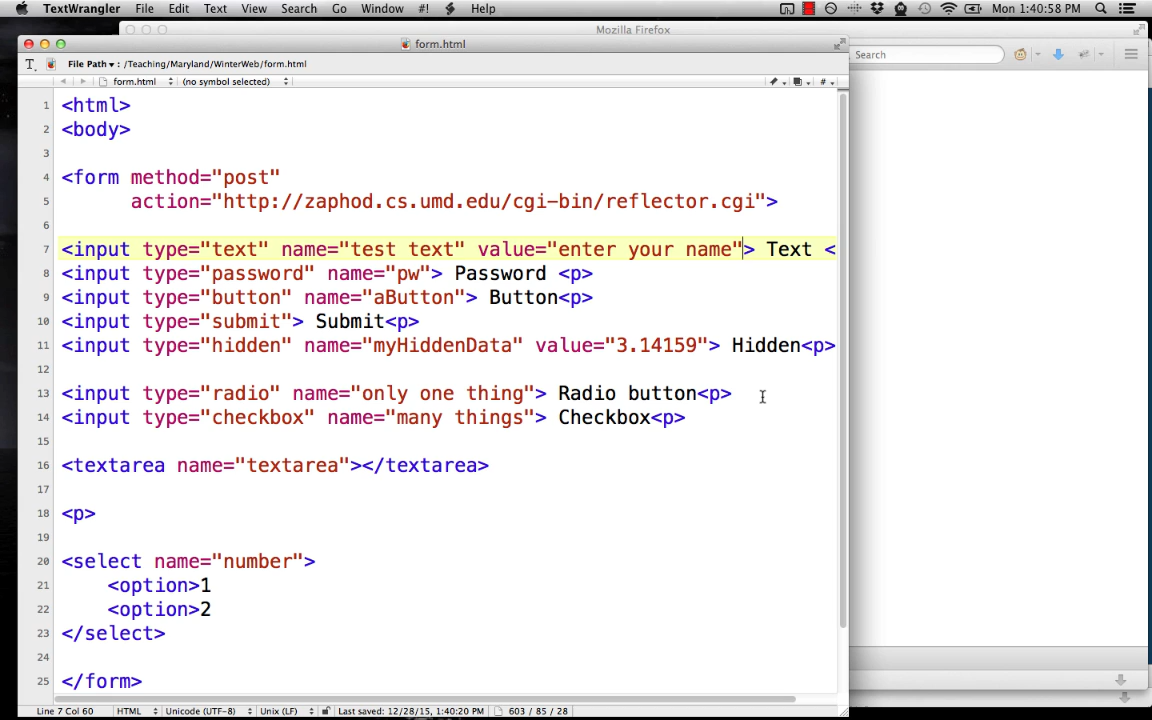 TextWrangler File Edit Text View Search Go Window #! Help Mon 1:40:58 PM
Mozilla Firefox
form.html
File Path▾ : /Teaching/Maryland/WinterWeb/form.html
Search
form.html (no symbol selected) #
1 <html>
2 <body>
3
4 <form method="post"
5 action="http://zaphod.cs.umd.edu/cgi-bin/reflector.cgi">
6
7 <input type="text" name="test text" value="enter your name"> Text <
8 <input type="password" name="pw"> Password <p>
9 <input type="button" name="aButton"> Button<p>
10 <input type="submit"> Submit<p>
11 <input type="hidden" name="myHiddenData" value="3.14159"> Hidden<p>
12
13 <input type="radio" name="only one thing"> Radio button<p>
14 <input type="checkbox" name="many things"> Checkbox<p>
15
16 <textarea name="textarea"></textarea>
17
18 <p>
19
20 <select name="number">
21 <option>1
22 <option>2
23 </select>
24
25 </form>
Line 7 Col 60 HTML Unicode (UTF-8) Unix (LF) Last saved: 12/28/15, 1:40:20 PM 603 / 85 / 28